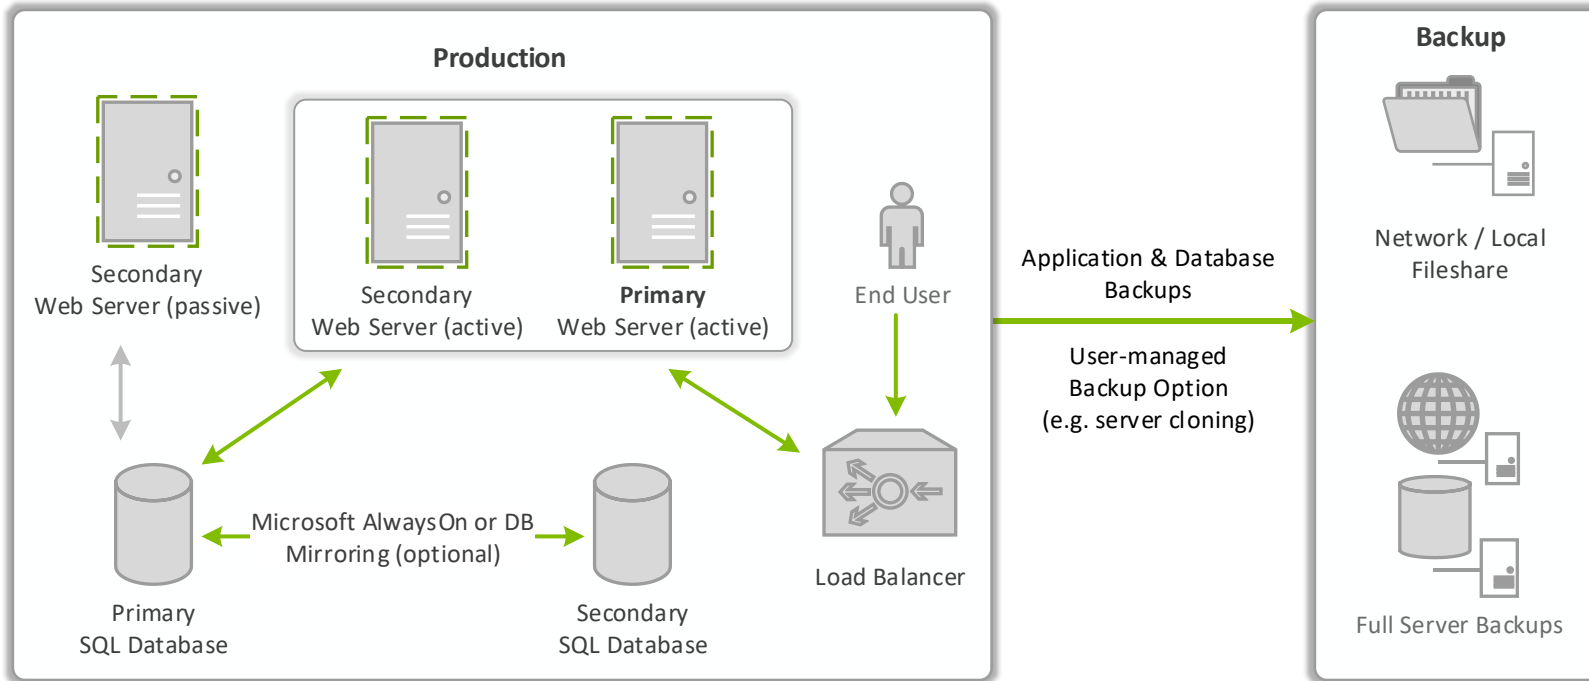 Production
Secondary
Web Server (passive)
Secondary
Web Server (active)
Primary
Web Server (active)
End User
Microsoft AlwaysOn or DB
Mirroring (optional)
Primary
SQL Database
Secondary
SQL Database
Load Balancer
Application & Database
Backups
User-managed
Backup Option
(e.g. server cloning)
Backup
Network / Local
Fileshare
Full Server Backups